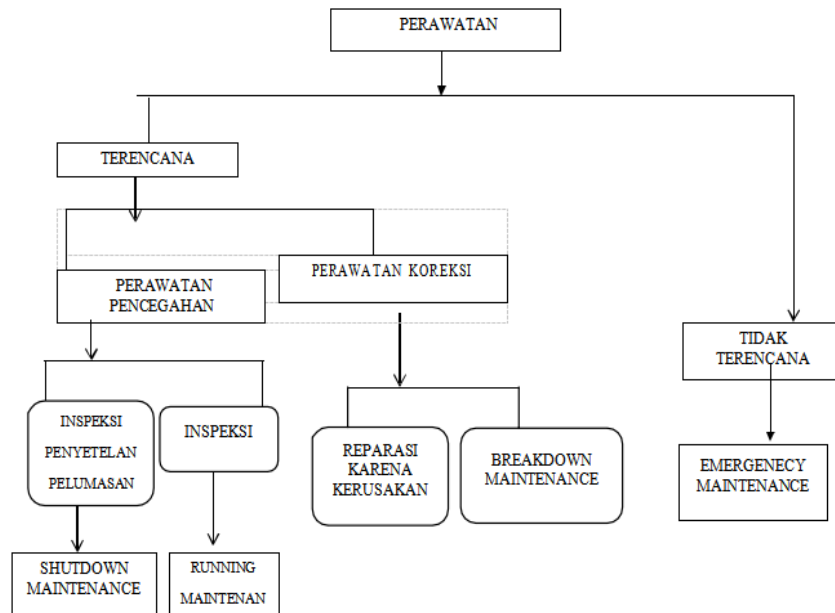 PERAWATAN
TERENCANA
PERAWATAN KOREKSI
PERAWATAN
PENCEGAHAN
TIDAK
TERENCANA
INSPEKSI
PENYETELAN
PELUMASAN
INSPEKSI
REPARASI
KARENA
KERUSAKAN
BREAKDOWN
MAINTENANCE
EMERGENECY
MAINTENANCE
SHUTDOWN
MAINTENANCE
RUNNING
MAINTENAN